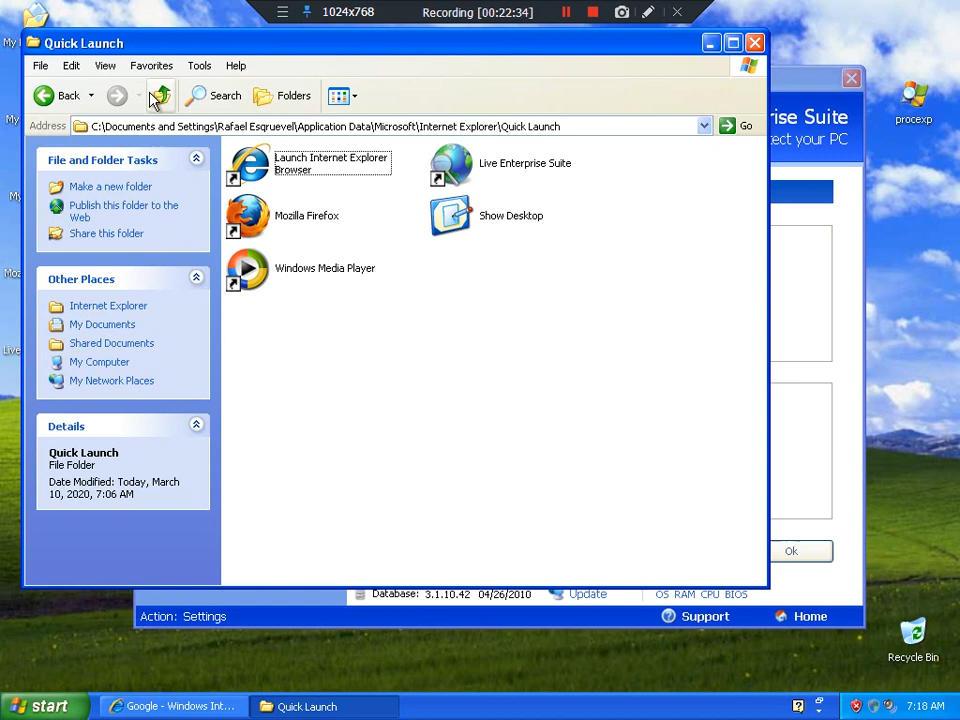 1024x768
Recording [00:22:34]
My
Quick Launch
File Edit View Favorites Tools Help
Back
Search
Folders
Address
C:\Documents and Settings\Rafael Esqruevel\Application Data\Microsoft\Internet Explorer\Quick Launch
Go
rise Suite
tect your PC
procexp
My
My
Moz
Live
File and Folder Tasks
Make a new folder
Publish this folder to the
Web
Share this folder
Other Places
Internet Explorer
My Documents
Shared Documents
My Computer
My Network Places
Details
Quick Launch
File Folder
Date Modified: Today, March
10, 2020, 7:06 AM
Launch Internet Explorer
Browser
Live Enterprise Suite
Mozilla Firefox
Show Desktop
Windows Media Player
Ok
Database: 3.1.10.42 04/26/2010
Update
OS RAM CPU BIOS
Action: Settings
Support
Home
Recycle Bin
start
Google - Windows Int...
Quick Launch
7:18 AM